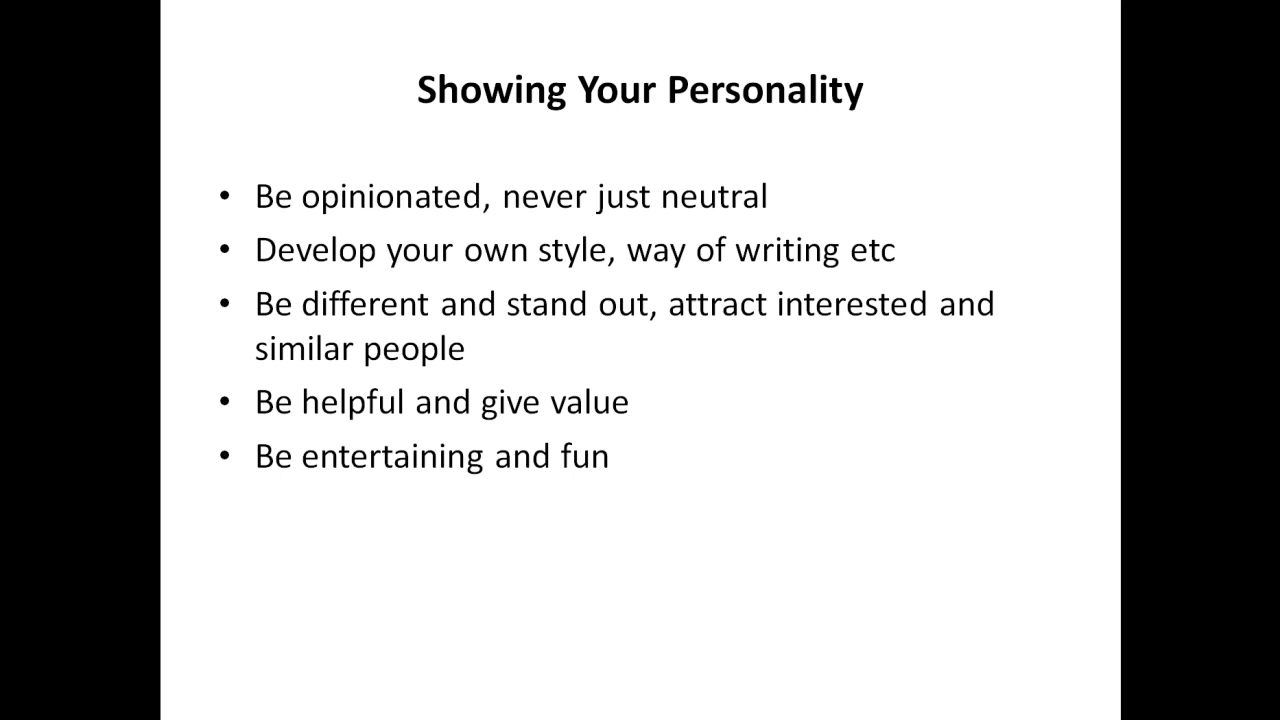 Showing Your Personality
• Be opinionated, never just neutral
• Develop your own style, way of writing etc
• Be different and stand out, attract interested and
similar people
• Be helpful and give value
• Be entertaining and fun